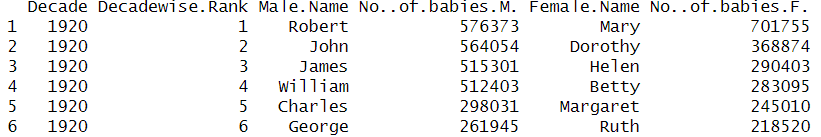 Decade Decadewise.Rank Male.Name No..of.babies.M. Female.Name No..of.babies.F.
1 1920 1 Robert 576373 Mary 701755
2 1920 2 John 564054 Dorothy 368874
3 1920 3 James 515301 Helen 290403
4 1920 4 William 512403 Betty 283095
5 1920 5 Charles 298031 Margaret 245010
6 1920 6 George 261945 Ruth 218520